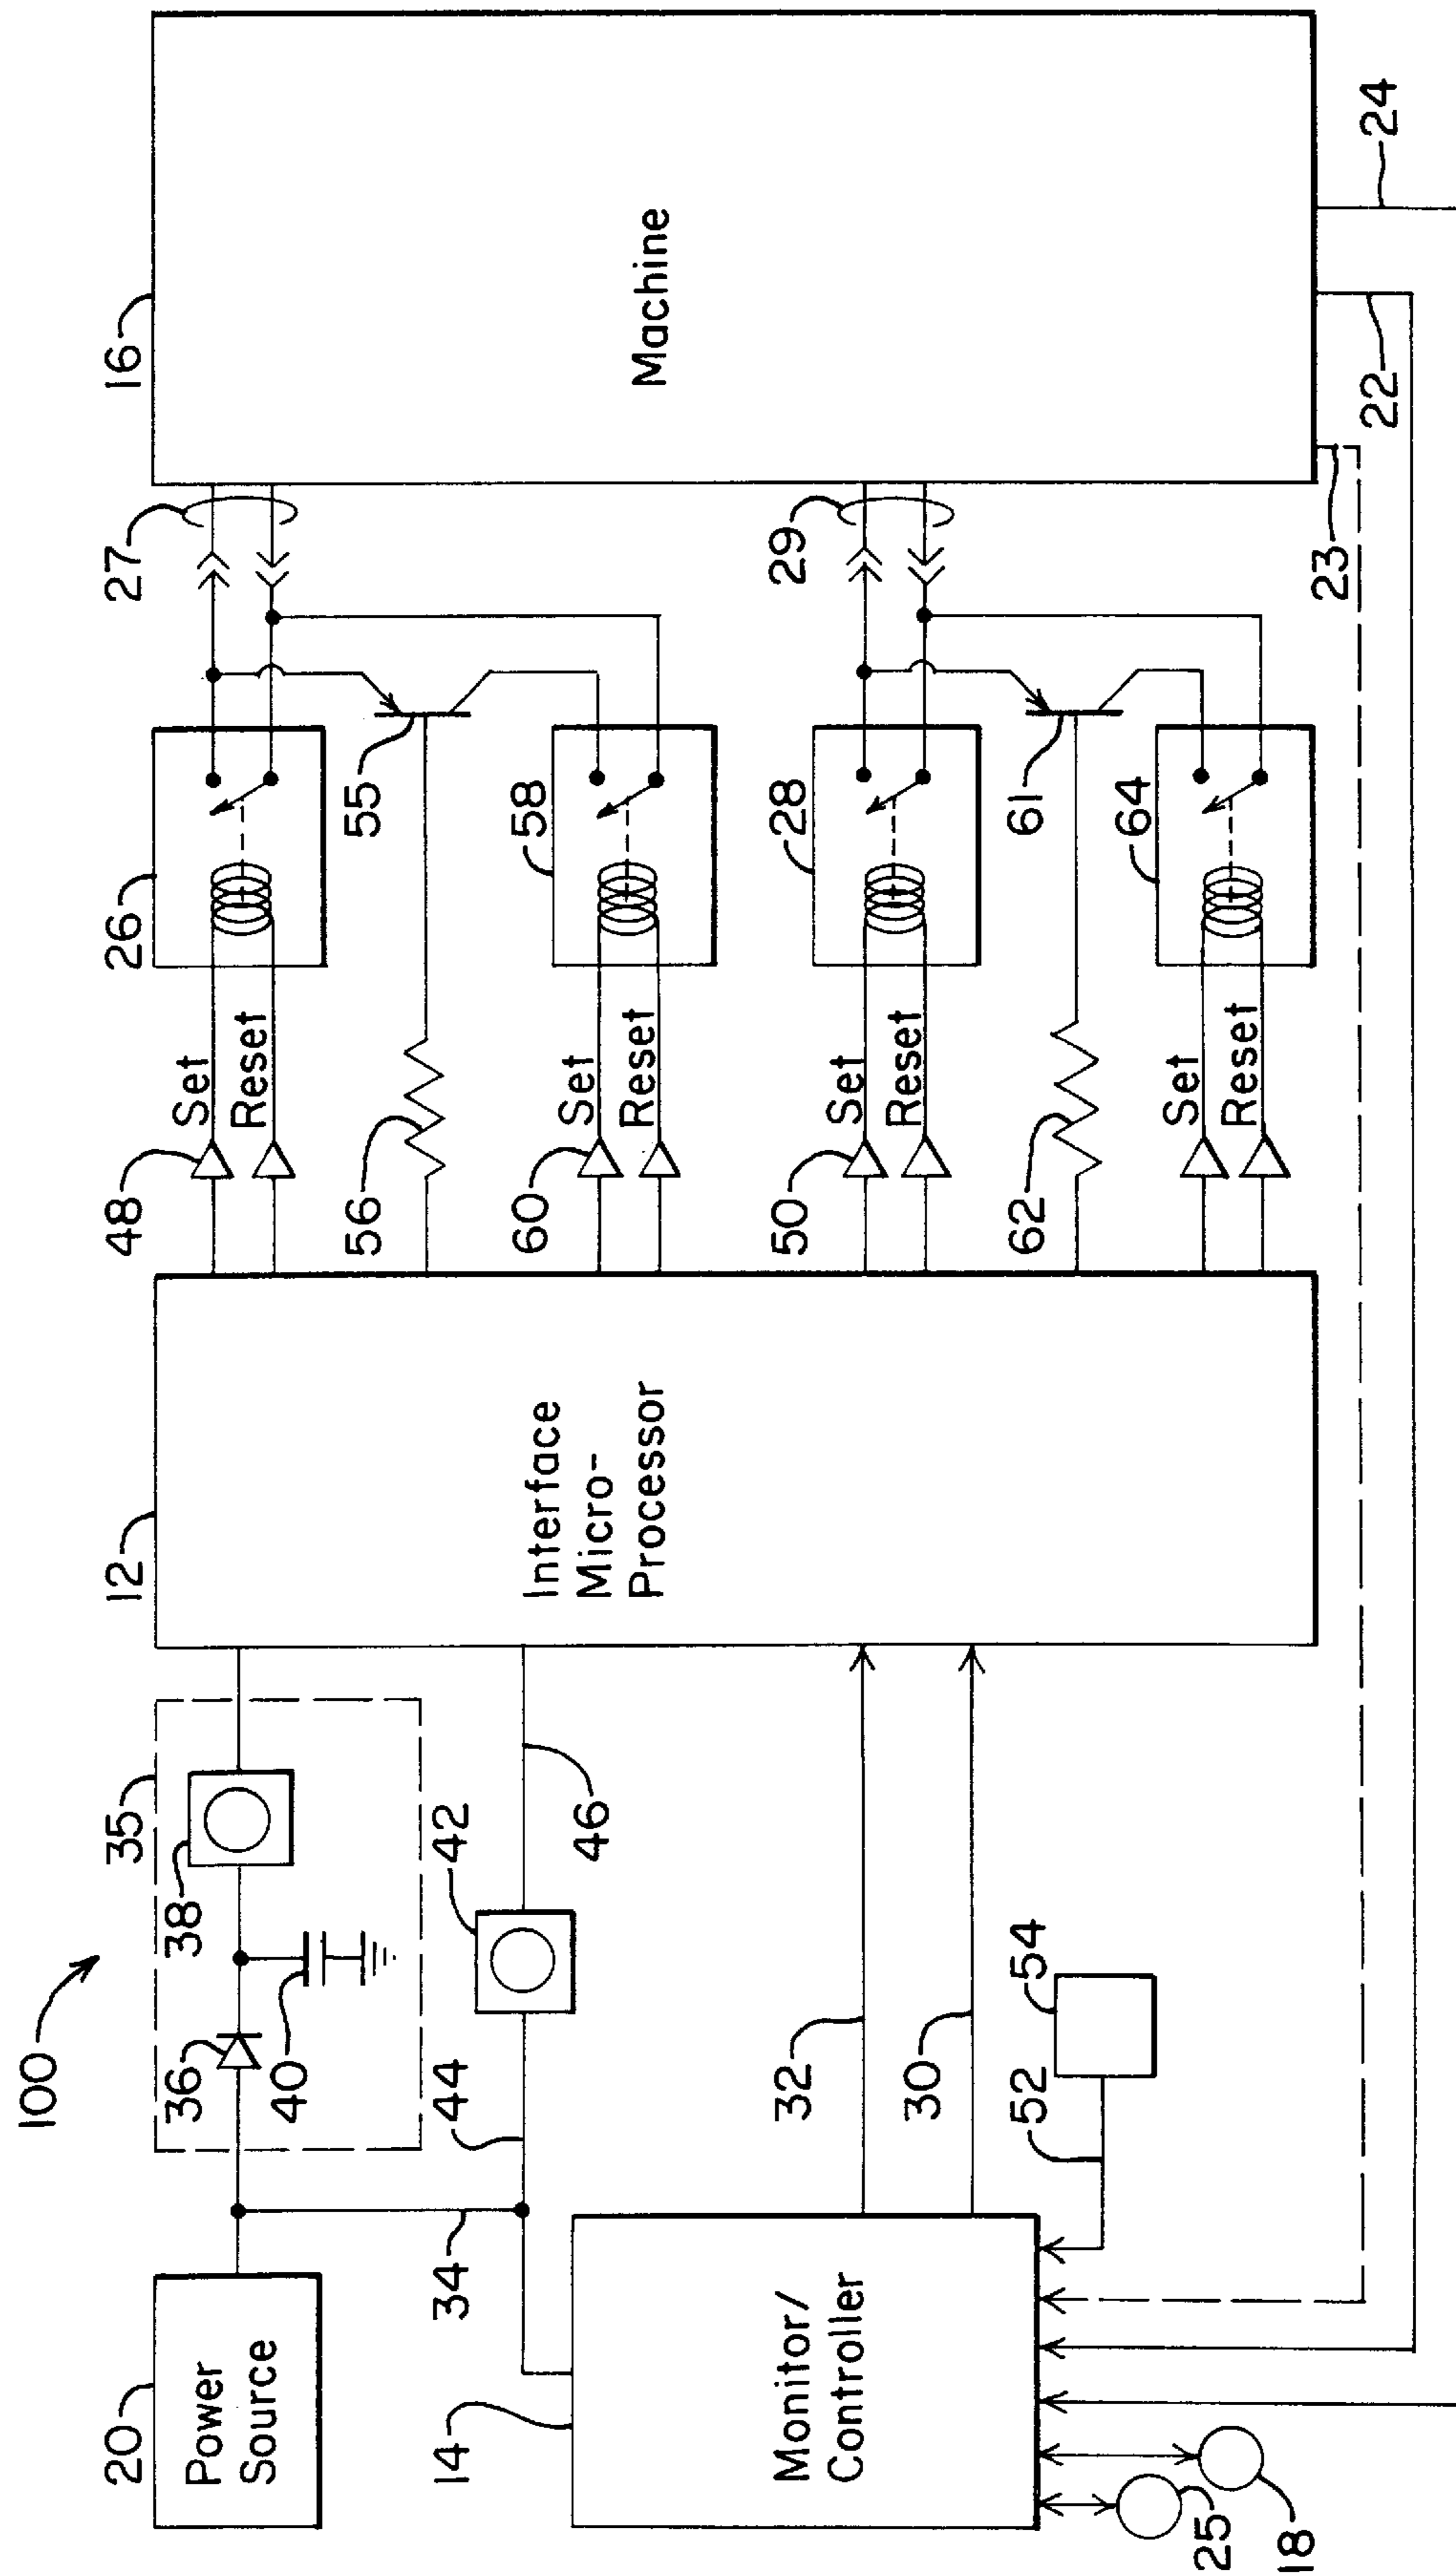 100
20
Power
Source
36
40
38
35
34
44
42
46
14
Monitor/
Controller
25
18
52
54
32
30
12
Interface
Micro-
Processor
48
Set
Reset
26
27
56
55
60
Set
Reset
58
50
Set
Reset
28
29
62
61
Set
Reset
64
16
Machine
23
22
24